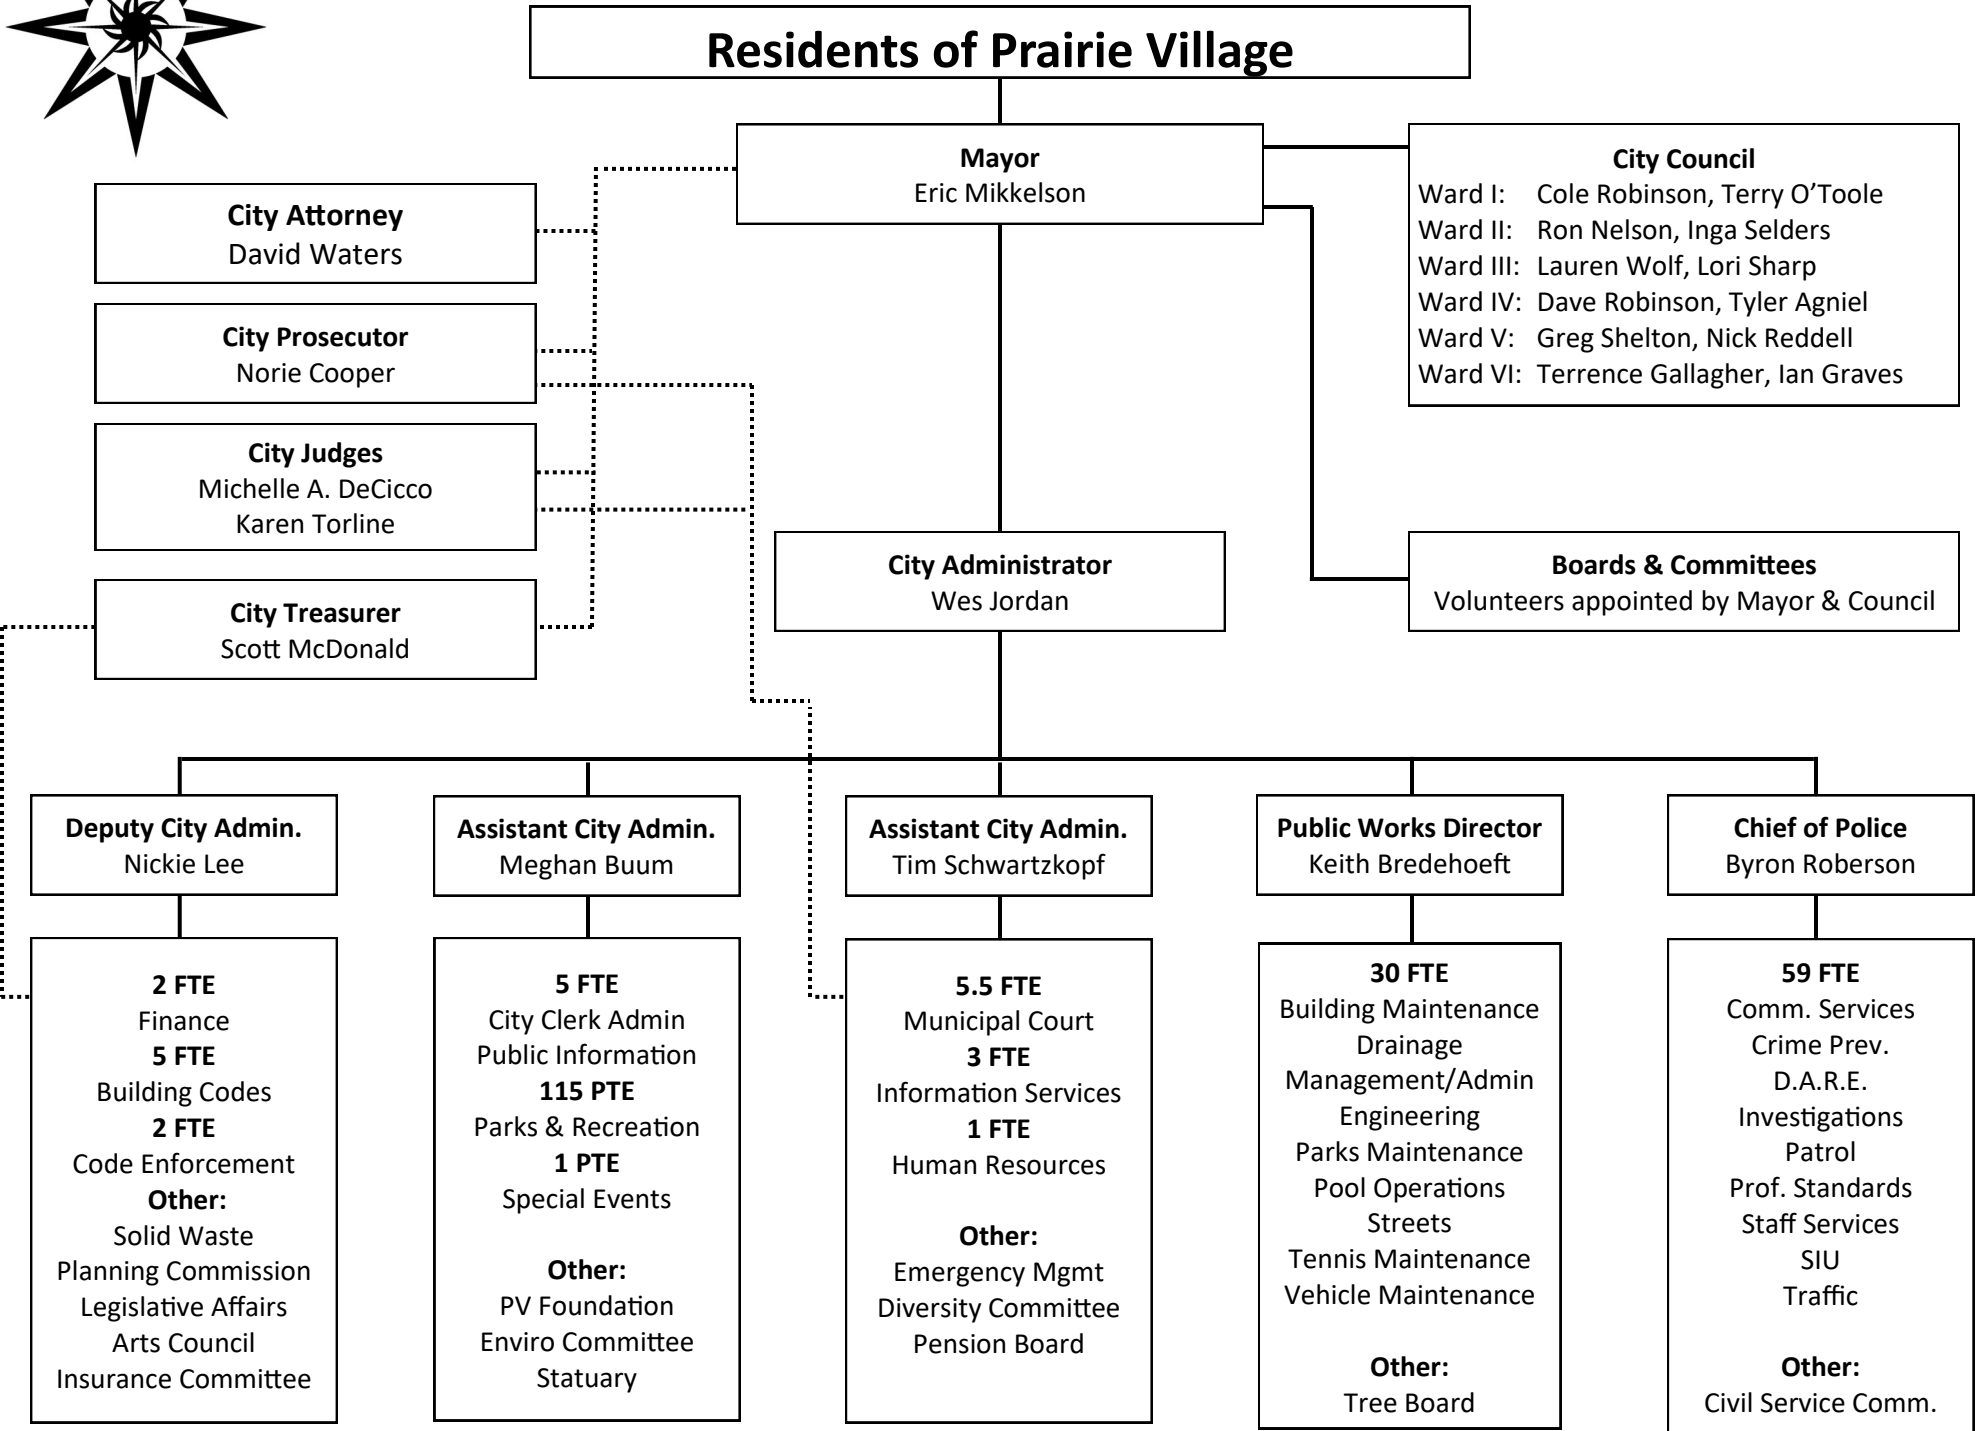 Residents of Prairie Village
Mayor
Eric Mikkelson
City Council
Ward I: Cole Robinson, Terry O’Toole
Ward II: Ron Nelson, Inga Selders
Ward III: Lauren Wolf, Lori Sharp
Ward IV: Dave Robinson, Tyler Agniel
Ward V: Greg Shelton, Nick Reddell
Ward VI: Terrence Gallagher, Ian Graves
City Attorney
David Waters
City Prosecutor
Norie Cooper
City Judges
Michelle A. DeCicco
Karen Torline
City Treasurer
Scott McDonald
City Administrator
Wes Jordan
Boards & Committees
Volunteers appointed by Mayor & Council
Deputy City Admin.
Nickie Lee
2 FTE
Finance
5 FTE
Building Codes
2 FTE
Code Enforcement
Other:
Solid Waste
Planning Commission
Legislative Affairs
Arts Council
Insurance Committee
Assistant City Admin.
Meghan Buum
5 FTE
City Clerk Admin
Public Information
115 PTE
Parks & Recreation
1 PTE
Special Events
Other:
PV Foundation
Enviro Committee
Statuary
Assistant City Admin.
Tim Schwartzkopf
5.5 FTE
Municipal Court
3 FTE
Information Services
1 FTE
Human Resources
Other:
Emergency Mgmt
Diversity Committee
Pension Board
Public Works Director
Keith Bredehoeft
30 FTE
Building Maintenance
Drainage
Management/Admin
Engineering
Parks Maintenance
Pool Operations
Streets
Tennis Maintenance
Vehicle Maintenance
Other:
Tree Board
Chief of Police
Byron Roberson
59 FTE
Comm. Services
Crime Prev.
D.A.R.E.
Investigations
Patrol
Prof. Standards
Staff Services
SIU
Traffic
Other:
Civil Service Comm.